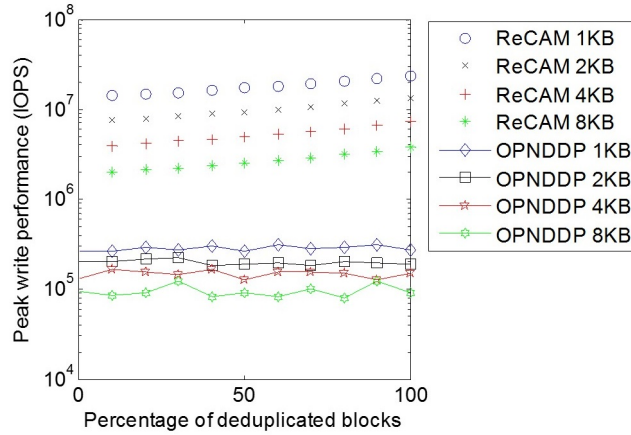 Peak write performance (IOPS)
10^8
10^7
10^6
10^5
10^4
0
50
100
Percentage of deduplicated blocks
ReCAM 1KB
ReCAM 2KB
ReCAM 4KB
ReCAM 8KB
OPNDDP 1KB
OPNDDP 2KB
OPNDDP 4KB
OPNDDP 8KB